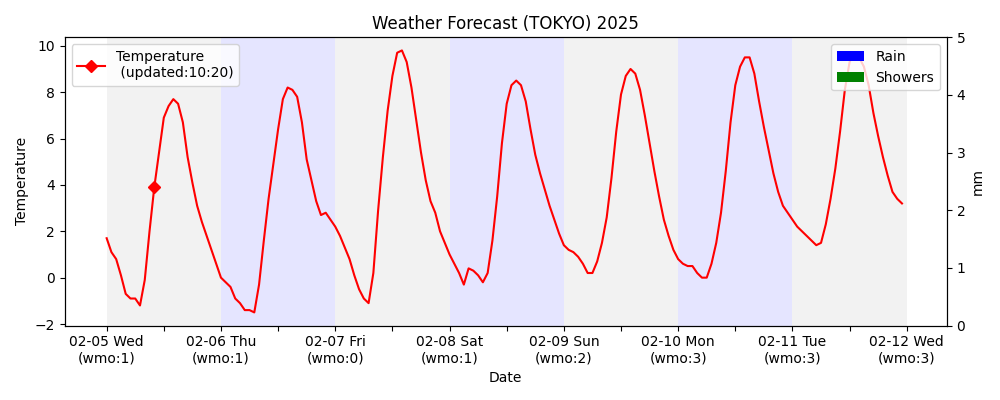 Weather Forecast (TOKYO) 2025
Temperature
(updated:10:20)
Rain
Showers
Temperature
10
8
6
4
2
0
−2
5
4
3
2
1
0
mm
02-05 Wed
(wmo:1)
02-06 Thu
(wmo:1)
02-07 Fri
(wmo:0)
02-08 Sat
(wmo:1)
02-09 Sun
(wmo:2)
02-10 Mon
(wmo:3)
02-11 Tue
(wmo:3)
02-12 Wed
(wmo:3)
Date